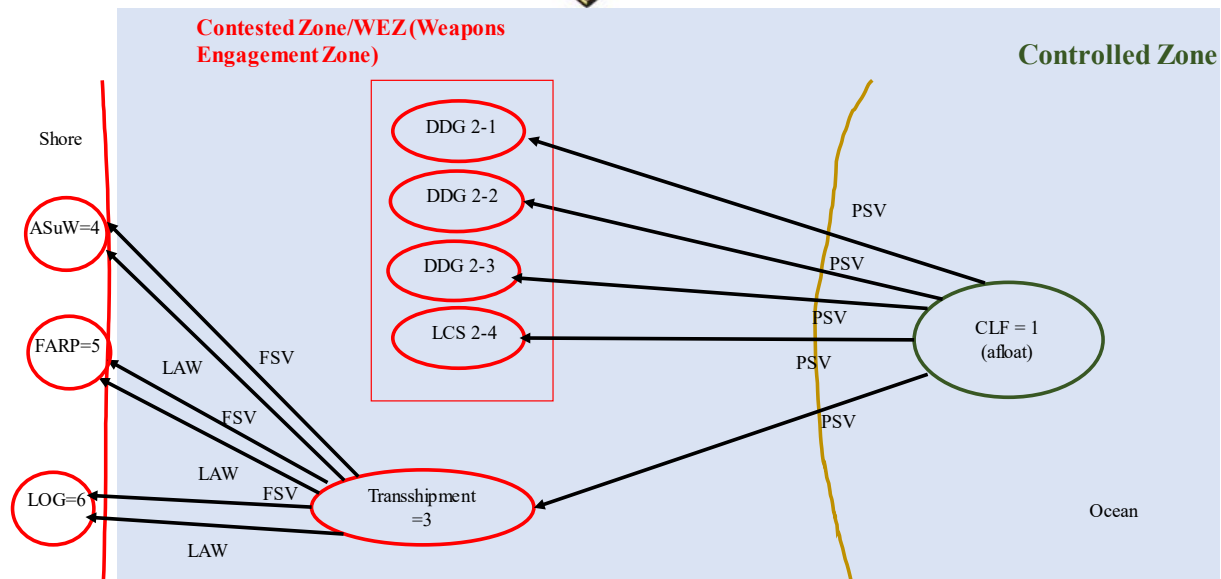 Contested Zone/WEZ (Weapons
Engagement Zone)
Controlled Zone
Shore
DDG 2-1
DDG 2-2
DDG 2-3
LCS 2-4
PSV
PSV
PSV
PSV
PSV
CLF = 1
(afloat)
ASuW=4
FARP=5
LOG=6
FSV
LAW
FSV
LAW
FSV
LAW
Transshipment
=3
Ocean